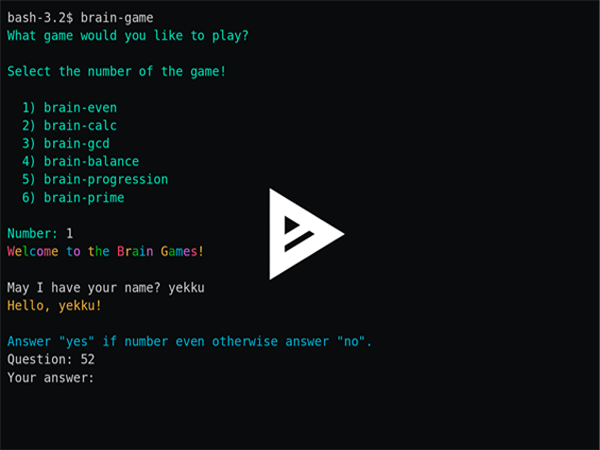 bash-3.2$ brain-game
What game would you like to play?
Select the number of the game!
1) brain-even
2) brain-calc
3) brain-gcd
4) brain-balance
5) brain-progression
6) brain-prime
Number: 1
Welcome to the Brain Games!
May I have your name? yekku
Hello, yekku!
Answer "yes" if number even otherwise answer "no".
Question: 52
Your answer: